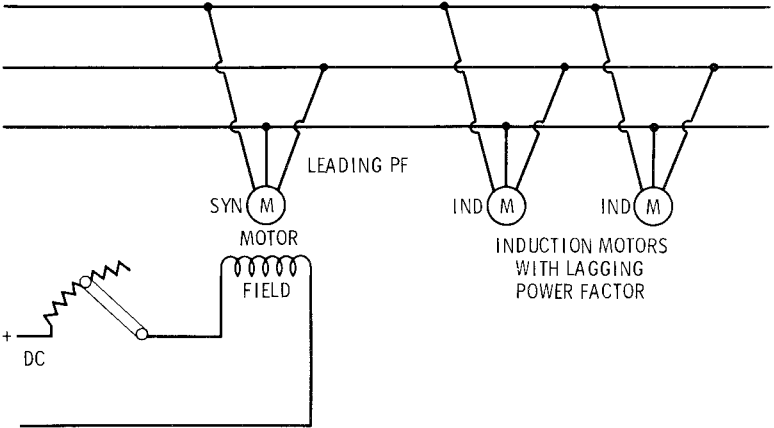 LEADING PF
SYN M
MOTOR
FIELD
IND M
IND M
INDUCTION MOTORS
WITH LAGGING
POWER FACTOR
+
DC